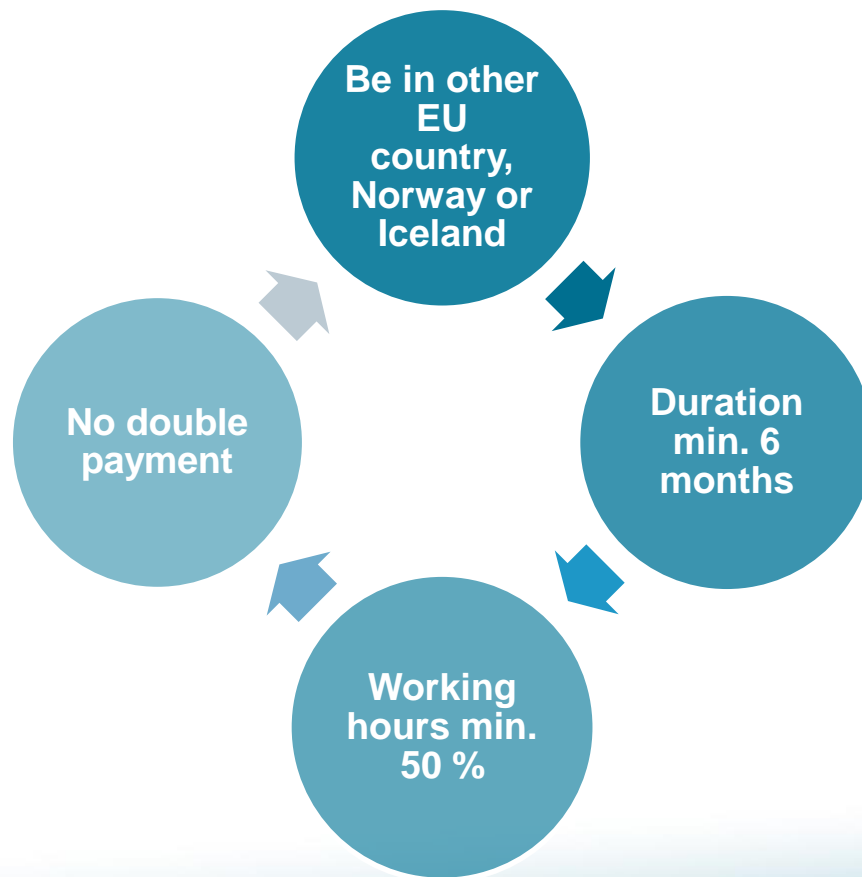 Be in other
EU
country,
Norway or
Iceland
Duration
min. 6
months
Working
hours min.
50 %
No double
payment